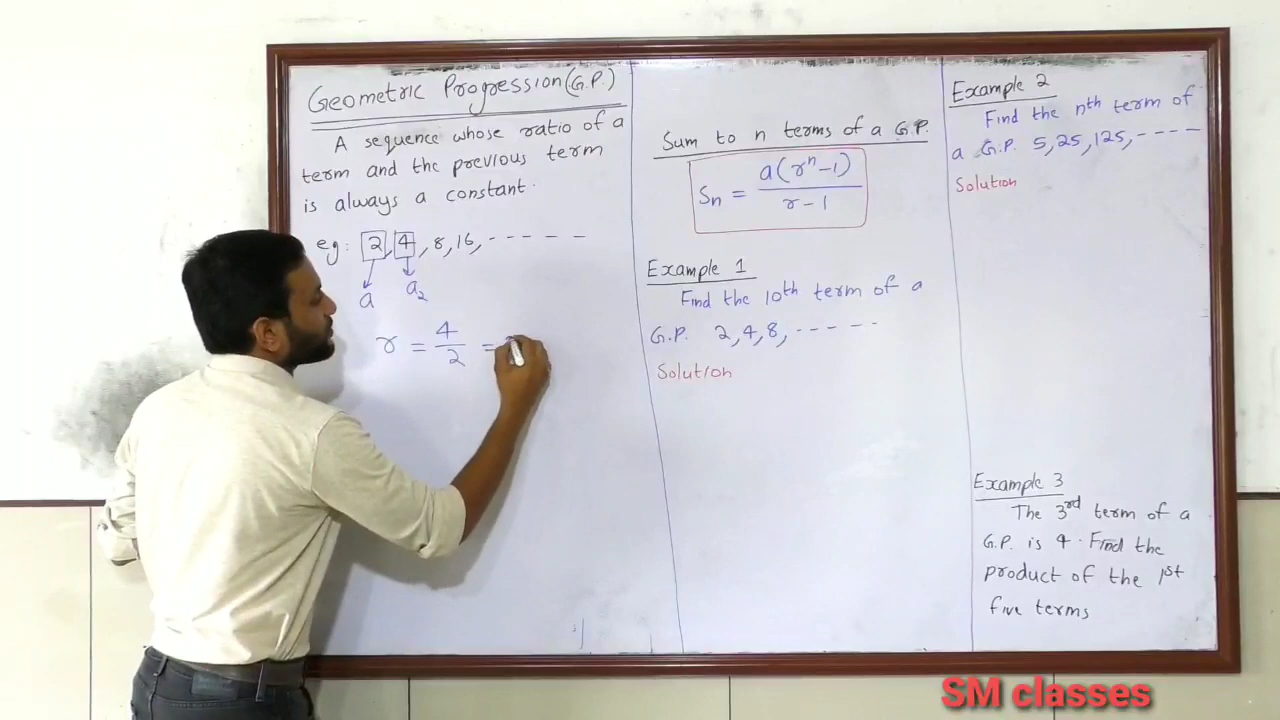 Geometric Progression (G.P.)
A sequence whose ratio of a
term and the previous term
is always a constant.
eg: 2, 4, 8, 16, - - - - -
a a₂
r = 4/2 =
Sum to n terms of a G.P.
Sn = a(rⁿ-1)/r-1
Example 1
Find the 10th term of a
G.P. 2, 4, 8, - - - - -
Solution
Example 2
Find the nth term of
a G.P. 5, 25, 125, - - - -
Solution
Example 3
The 3rd term of a
G.P. is 4. Find the
product of the 1st
five terms
SM classes